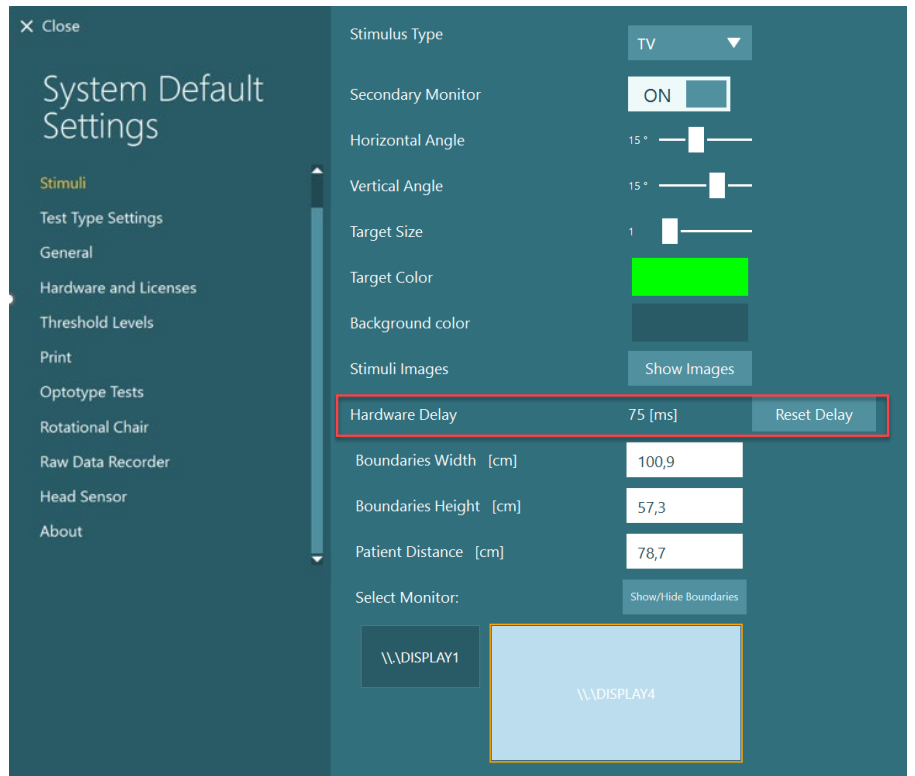 Close
System Default
Settings
Stimuli
Test Type Settings
General
Hardware and Licenses
Threshold Levels
Print
Optotype Tests
Rotational Chair
Raw Data Recorder
Head Sensor
About
Stimulus Type TV
Secondary Monitor ON
Horizontal Angle 15 °
Vertical Angle 15 °
Target Size 1
Target Color
Background color
Stimuli Images Show Images
Hardware Delay 75 [ms] Reset Delay
Boundaries Width [cm] 100,9
Boundaries Height [cm] 57,3
Patient Distance [cm] 78,7
Select Monitor: Show/Hide Boundaries
\\.\DISPLAY1
\\.\DISPLAY4